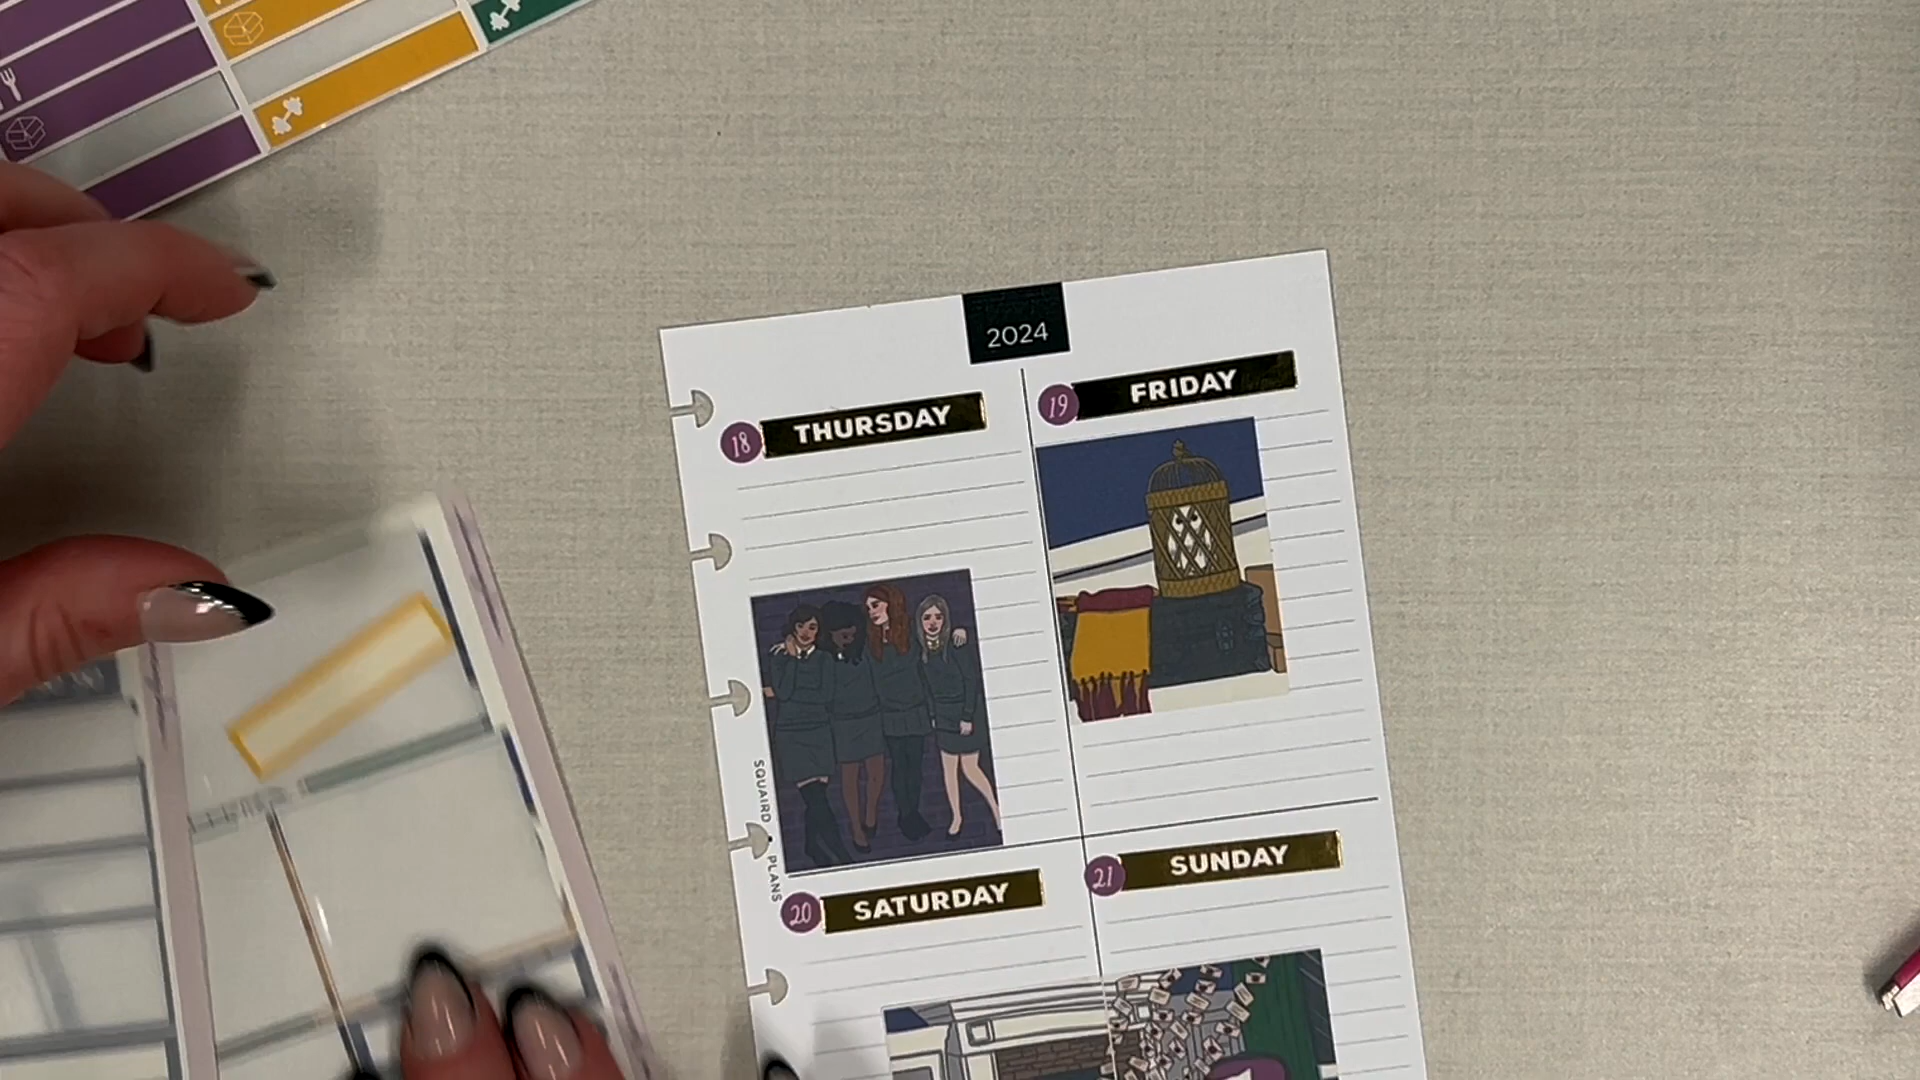 2024
18 THURSDAY
19 FRIDAY
SQUAIRD • PLANS
20 SATURDAY
21 SUNDAY